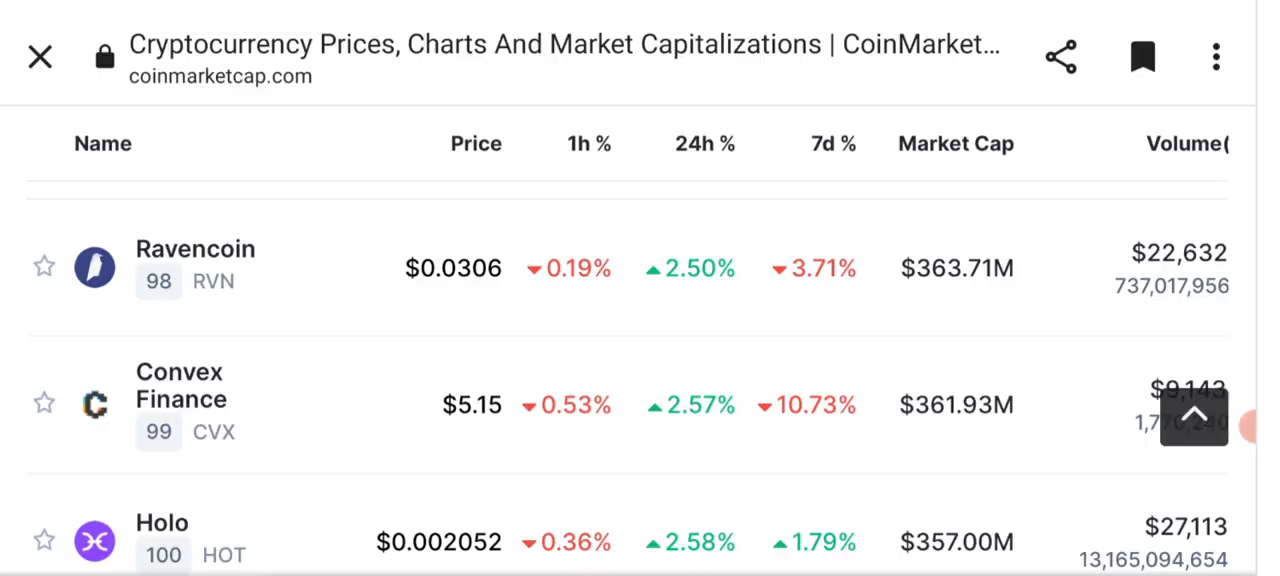 Cryptocurrency Prices, Charts And Market Capitalizations | CoinMarket...
coinmarketcap.com
Name Price 1h % 24h % 7d % Market Cap Volume(
Ravencoin
98 RVN
$0.0306 0.19% 2.50% 3.71% $363.71M
$22,632
737,017,956
Convex
Finance
99 CVX
$5.15 0.53% 2.57% 10.73% $361.93M
$9,143
Holo
100 HOT
$0.002052 0.36% 2.58% 1.79% $357.00M
$27,113
13,165,094,654